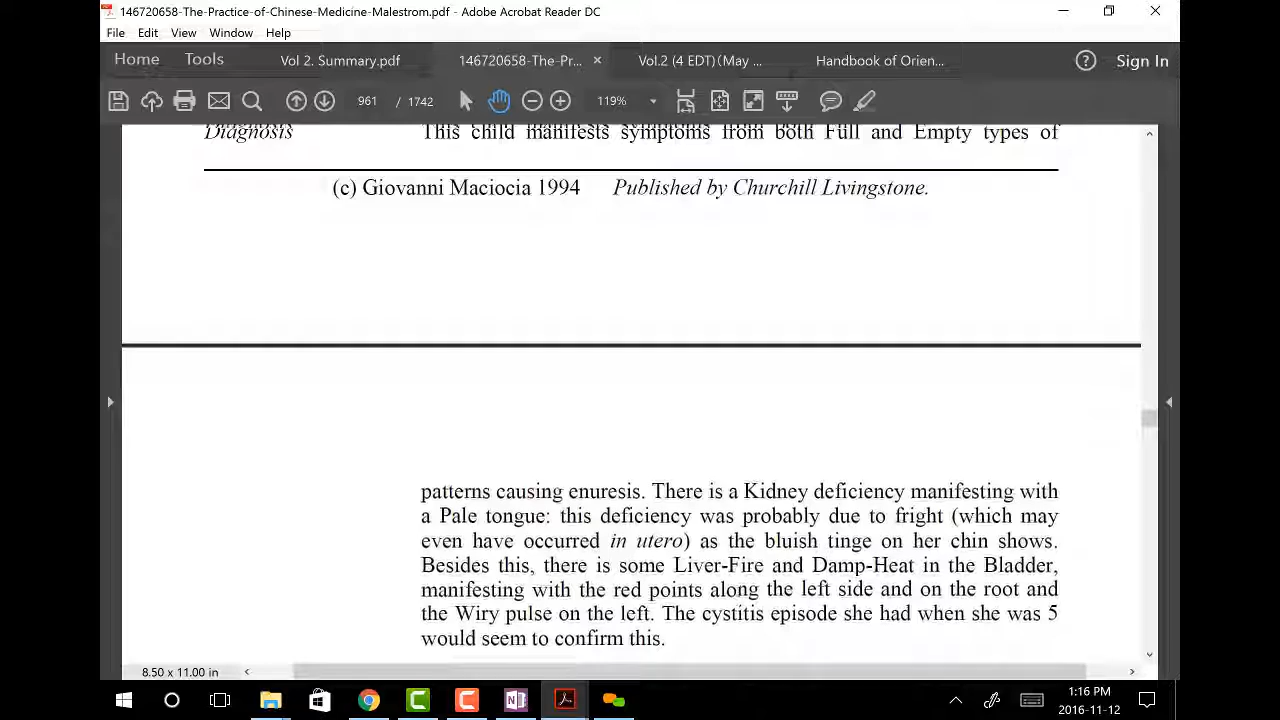 146720658-The-Practice-of-Chinese-Medicine-Malestrom.pdf - Adobe Acrobat Reader DC
File Edit View Window Help
Home Tools Vol 2. Summary.pdf 146720658-The-Pr... × Vol.2 (4 EDT)(May ... Handbook of Orien... Sign In
961 / 1742 119%
Diagnosis This child manifests symptoms from both Full and Empty types of
(c) Giovanni Maciocia 1994 Published by Churchill Livingstone.
patterns causing enuresis. There is a Kidney deficiency manifesting with
a Pale tongue: this deficiency was probably due to fright (which may
even have occurred in utero) as the bluish tinge on her chin shows.
Besides this, there is some Liver-Fire and Damp-Heat in the Bladder,
manifesting with the red points along the left side and on the root and
the Wiry pulse on the left. The cystitis episode she had when she was 5
would seem to confirm this.
8.50 x 11.00 in
1:16 PM
2016-11-12